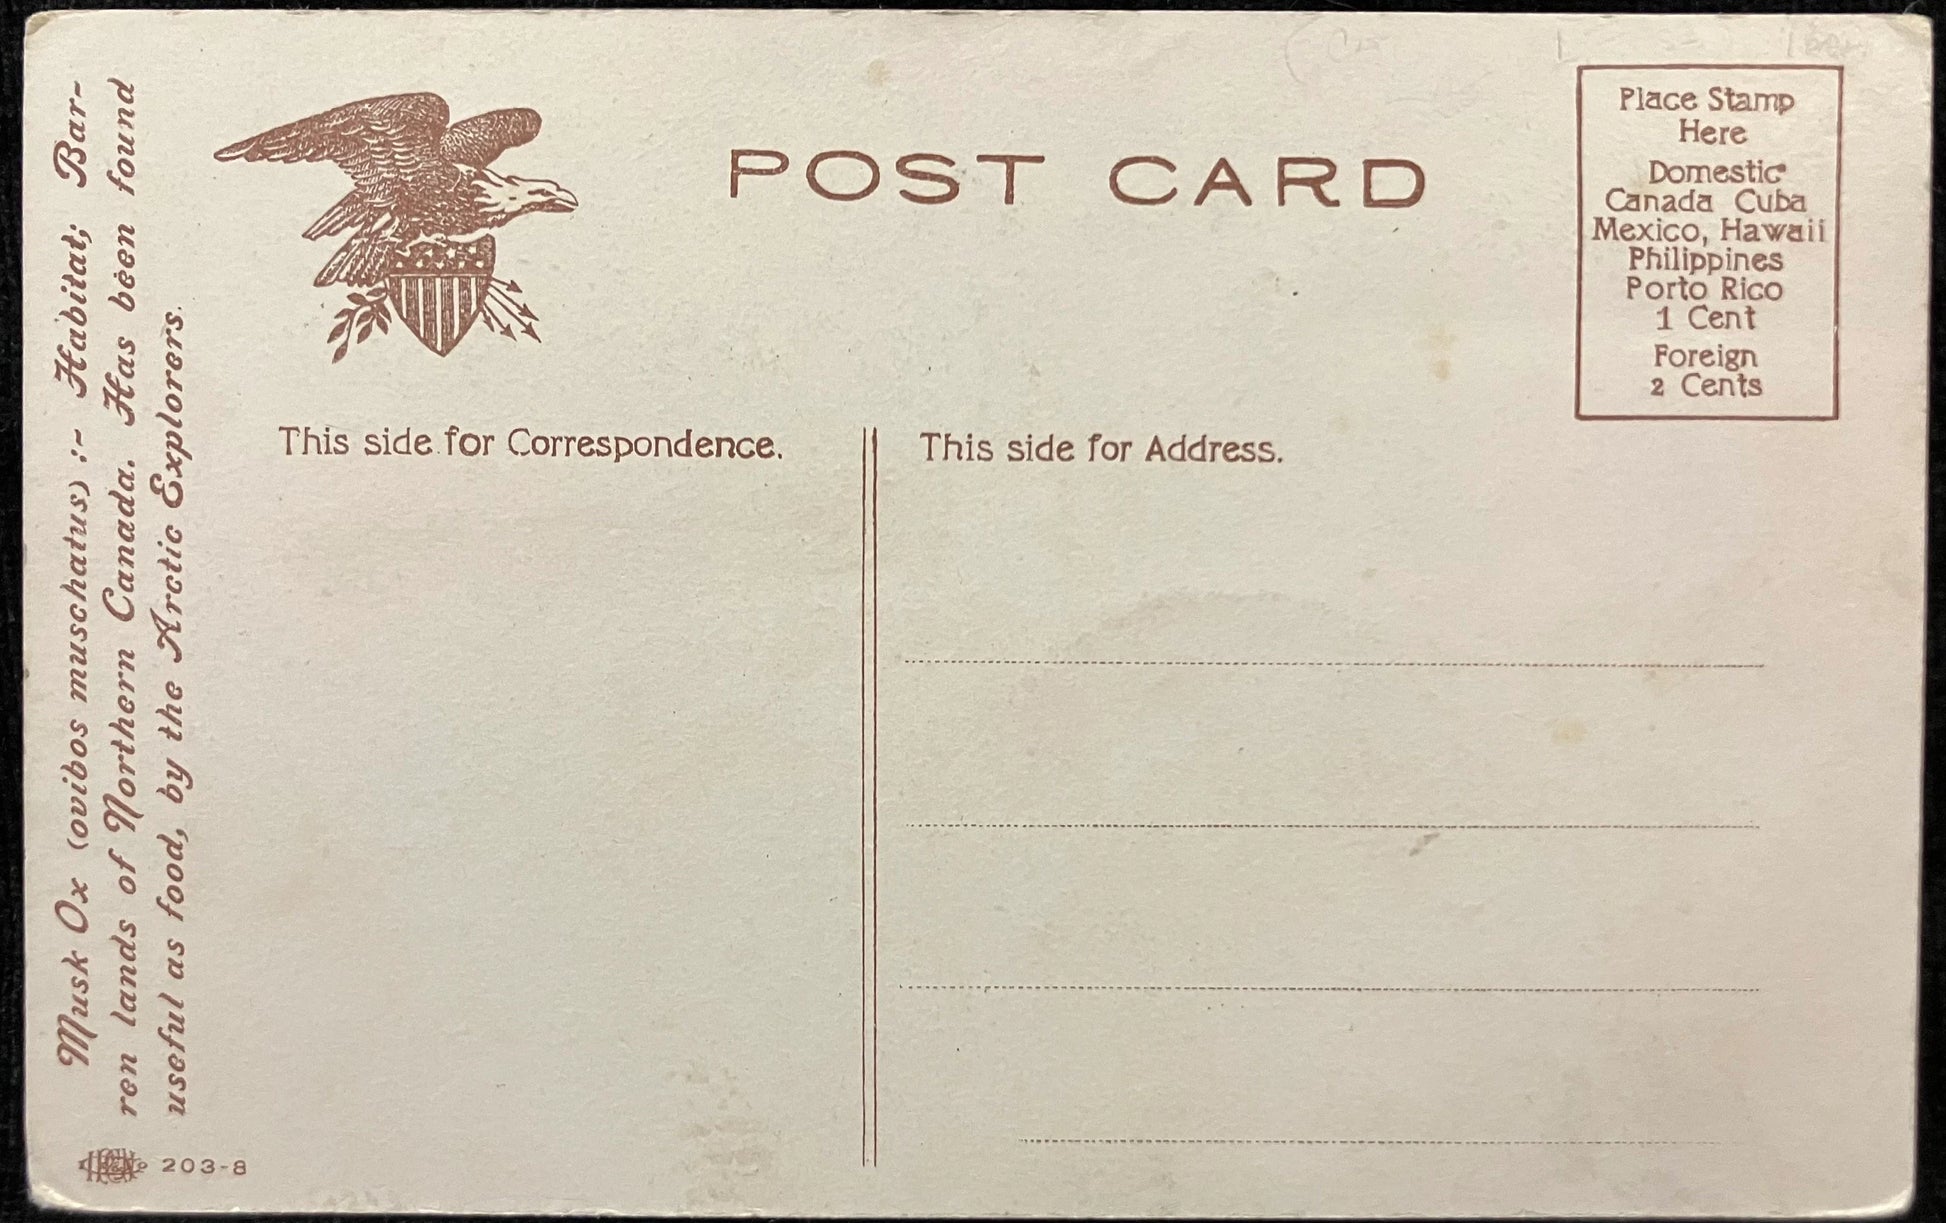 Musk Ox (ovibos muschatus) :- Habitat; Bar-
ren lands of Northern Canada. Has been found
useful as food, by the Arctic Explorers.
203-8
POST CARD
Place Stamp
Here
Domestic
Canada Cuba
Mexico, Hawaii
Philippines
Porto Rico
1 Cent
Foreign
2 Cents
This side for Correspondence.
This side for Address.